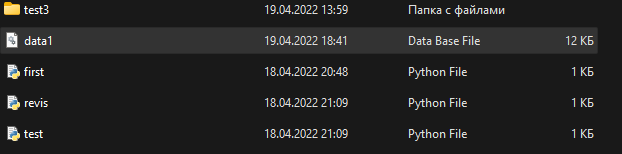 test3 19.04.2022 13:59 Папка с файлами
data1 19.04.2022 18:41 Data Base File 12 КБ
first 18.04.2022 20:48 Python File 1 КБ
revis 18.04.2022 21:09 Python File 1 КБ
test 18.04.2022 21:09 Python File 1 КБ